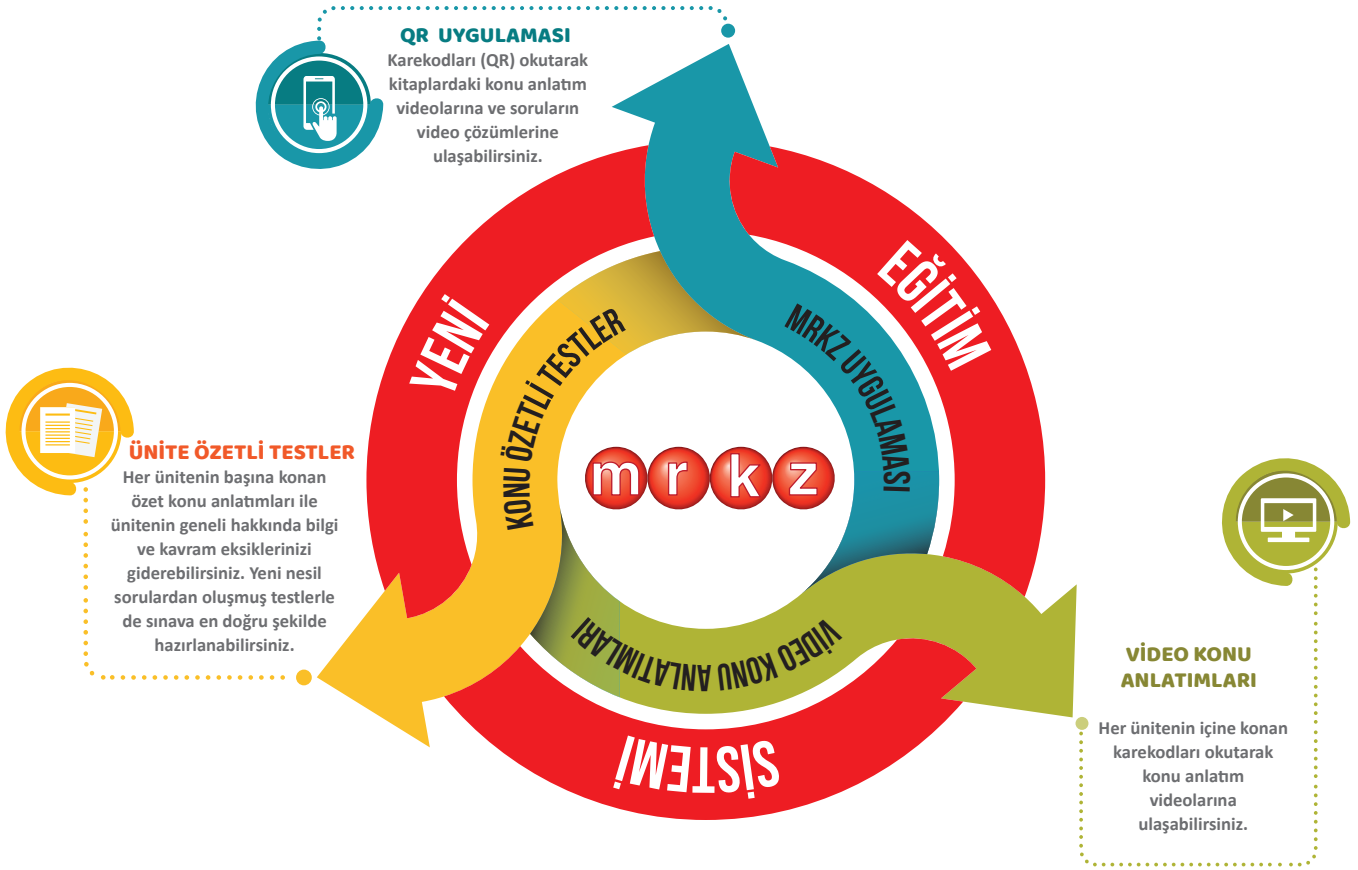 QR UYGULAMASI
Karekodları (QR) okutarak
kitaplardaki konu anlatım
videolarına ve soruların
video çözümlerine
ulaşabilirsiniz.
YENİ
EĞİTİM
SİSTEMİ
KONU ÖZETLİ TESTLER
MRKZ UYGULAMASI
VİDEO KONU ANLATIMLARI
mrkz
ÜNİTE ÖZETLİ TESTLER
Her ünitenin başına konan
özet konu anlatımları ile
ünitenin geneli hakkında bilgi
ve kavram eksiklerinizi
giderebilirsiniz. Yeni nesil
sorulardan oluşmuş testlerle
de sınava en doğru şekilde
hazırlanabilirsiniz.
VİDEO KONU
ANLATIMLARI
Her ünitenin içine konan
karekodları okutarak
konu anlatım
videolarına
ulaşabilirsiniz.